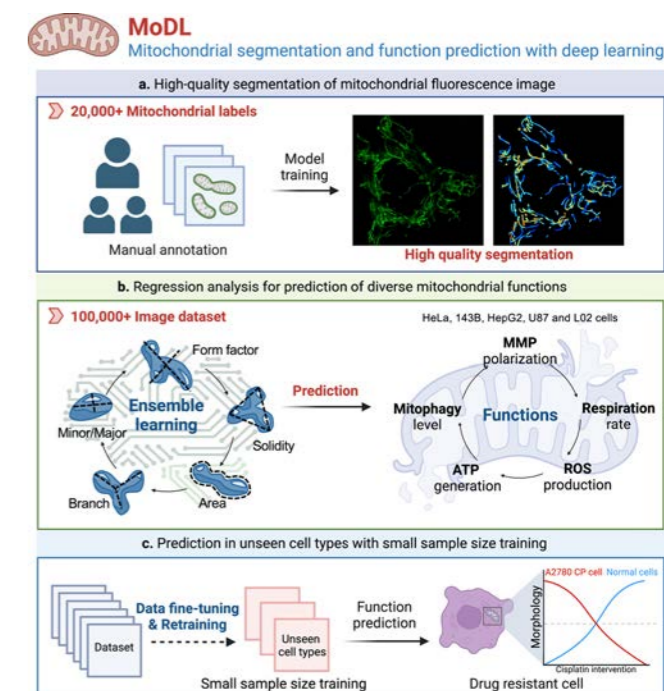 MoDL
Mitochondrial segmentation and function prediction with deep learning
a. High-quality segmentation of mitochondrial fluorescence image
20,000+ Mitochondrial labels
Model
training
Manual annotation
High quality segmentation
b. Regression analysis for prediction of diverse mitochondrial functions
100,000+ Image dataset
HeLa, 143B, HepG2, U87 and L02 cells
Form factor
MMP
polarization
Ensemble
learning
Prediction
Mitophagy
level
Functions
Respiration
rate
Minor/Major
Solidity
Branch
Area
ATP
generation
ROS
production
c. Prediction in unseen cell types with small sample size training
Data fine-tuning
& Retraining
Dataset
Unseen
cell types
Small sample size training
Function
prediction
Drug resistant cell
A2780 CP cell
Normal cells
Morphology
Cisplatin intervention